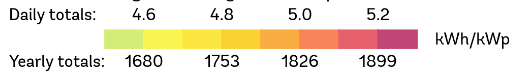 Daily totals: 4.6 4.8 5.0 5.2
kWh/kWp
Yearly totals: 1680 1753 1826 1899